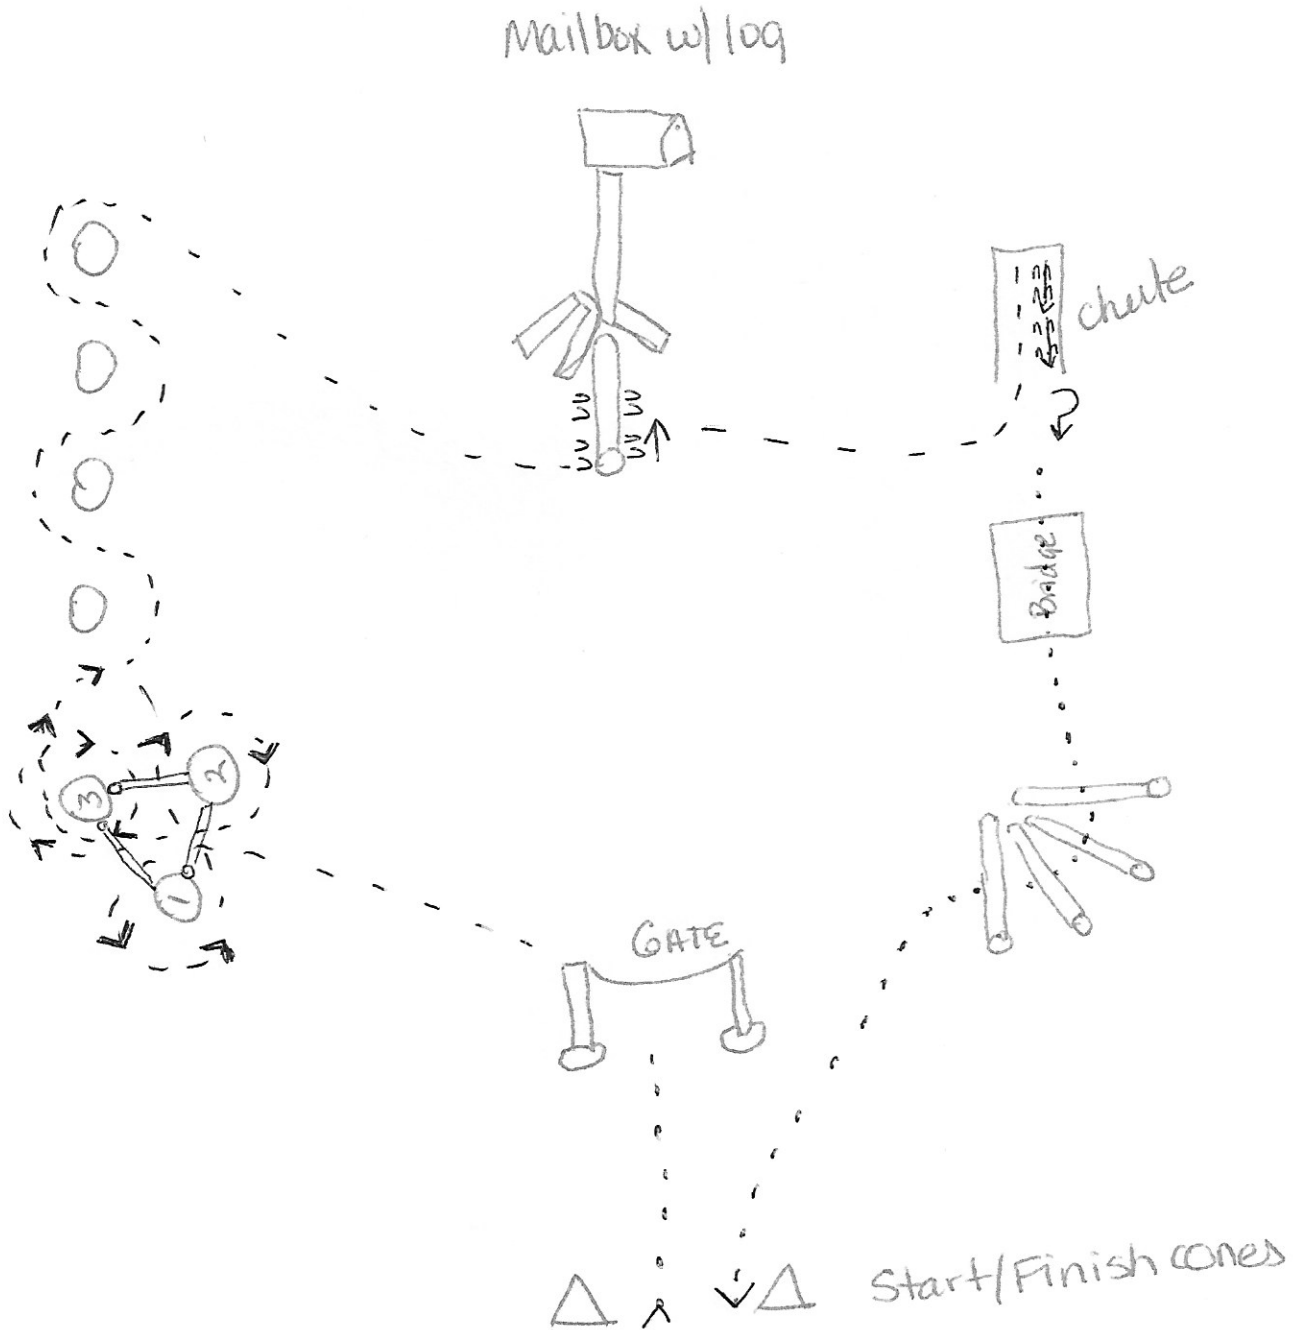 Mailbox w/ log
chute
Bridge
2
3
1
GATE
Start/Finish cones